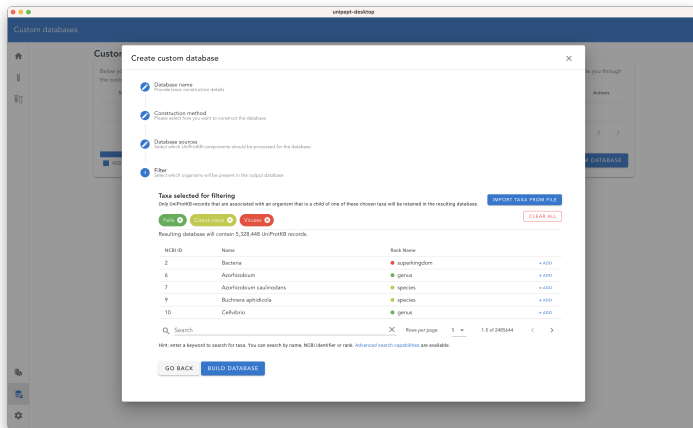 unipept-desktop
Custom databases
Custom
Create custom database
Below yo
the custo
de you through
Actions
N
Database name
Provide basic construction details
Construction method
Please select how you want to construct the database
Database sources
Select which UniProtKB components should be processed for the database
Filter
Select which organisms will be present in the output database
Taxa selected for filtering
Only UniProtKB-records that are associated with an organism that is a child of one of these chosen taxa will be retained in the resulting database.
IMPORT TAXA FROM FILE
CLEAR ALL
Viruses
Resulting database will contain 5,328,448 UniProtKB records.
NCBI ID Name Rank Name
2 Bacteria superkingdom + ADD
6 Azorhizobium genus + ADD
7 Azorhizobium caulinodans species + ADD
9 Buchnera aphidicola species + ADD
10 Cellvibrio genus + ADD
Search Rows per page: 5 1-5 of 2485644
Hint: enter a keyword to search for taxa. You can search by name, NCBI identifier or rank. Advanced search capabilities are available.
GO BACK BUILD DATABASE
M DATABASE